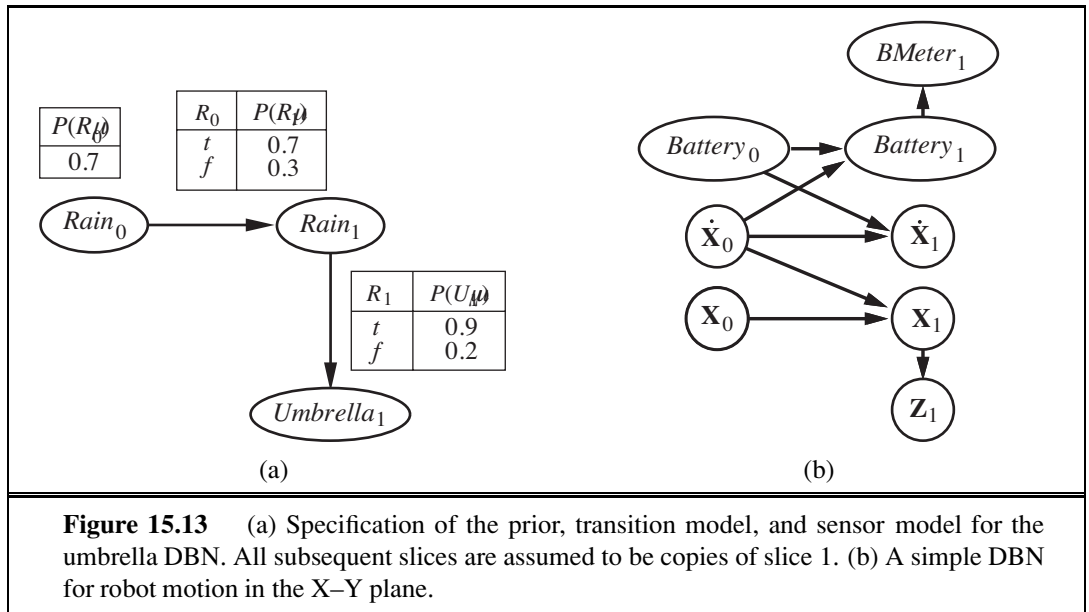 BMeter₁
P(R₀)
0.7
R₀ P(R₁)
t 0.7
f 0.3
Battery₀
Battery₁
Rain₀
Rain₁
Ẋ₀
Ẋ₁
R₁ P(U₁)
t 0.9
f 0.2
X₀
X₁
Umbrella₁
Z₁
(a)
(b)
Figure 15.13 (a) Specification of the prior, transition model, and sensor model for the
umbrella DBN. All subsequent slices are assumed to be copies of slice 1. (b) A simple DBN
for robot motion in the X–Y plane.